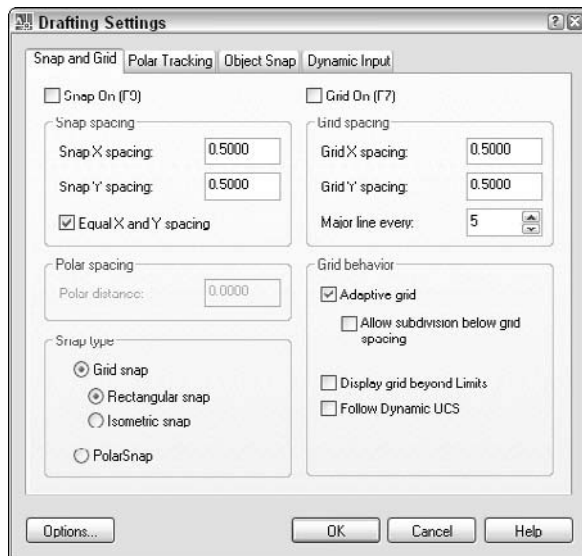 Drafting Settings
Snap and Grid Polar Tracking Object Snap Dynamic Input
Snap On (F9)
Snap spacing
Snap X spacing: 0.5000
Snap Y spacing: 0.5000
Equal X and Y spacing
Polar spacing
Polar distance: 0.0000
Snap type
Grid snap
Rectangular snap
Isometric snap
PolarSnap
Grid On (F7)
Grid spacing
Grid X spacing: 0.5000
Grid Y spacing: 0.5000
Major line every: 5
Grid behavior
Adaptive grid
Allow subdivision below grid
spacing
Display grid beyond Limits
Follow Dynamic UCS
Options... OK Cancel Help